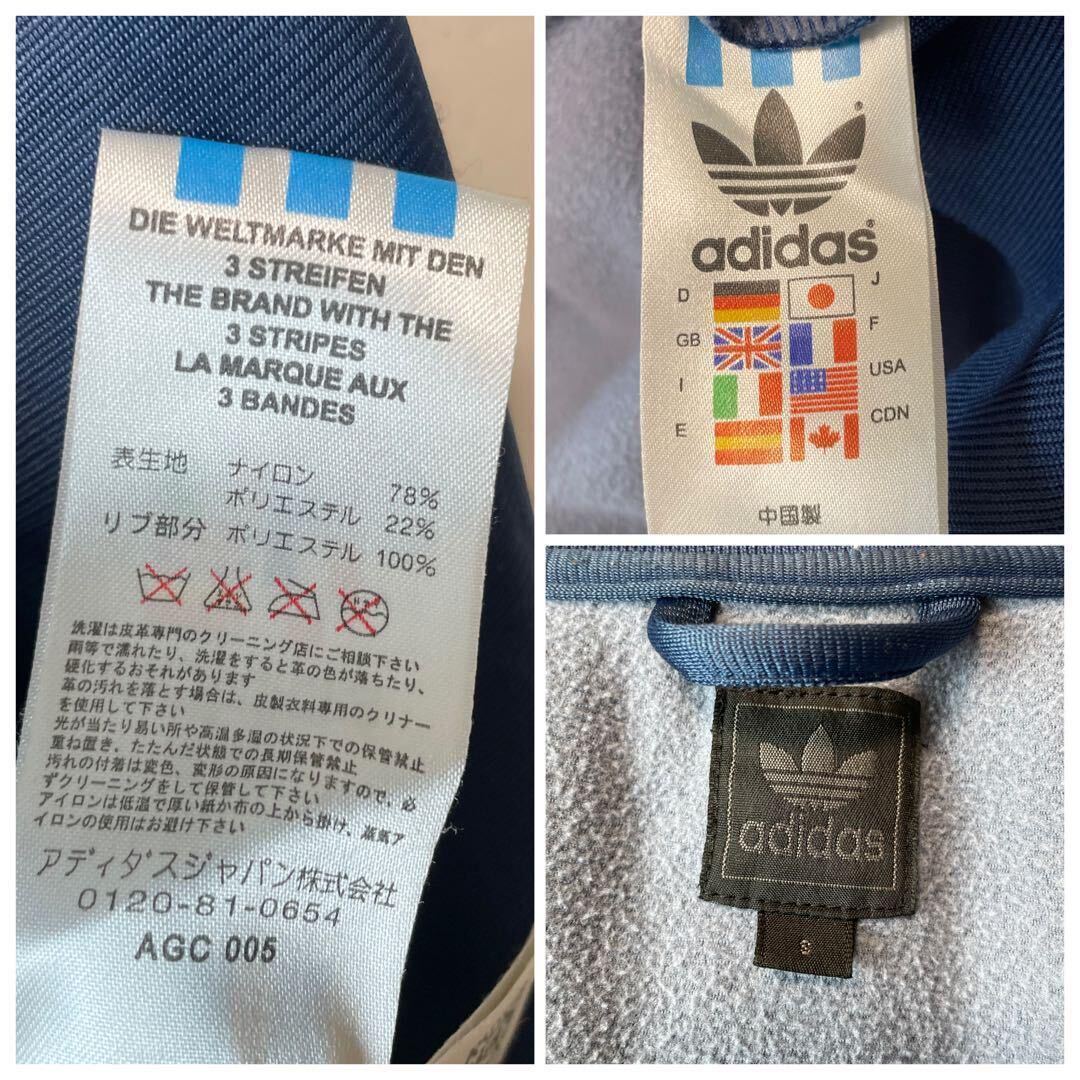 DIE WELTMARKE MIT DEN
3 STREIFEN
THE BRAND WITH THE
3 STRIPES
LA MARQUE AUX
3 BANDES
表生地 ナイロン 78%
ポリエステル 22%
リブ部分 ポリエステル 100%
洗濯は皮革専門のクリーニング店にご相談下さい
雨等で濡れたり、洗濯をすると革の色が落ちたり、
硬化するおそれがあります
革の汚れを落とす場合は、皮製衣料専用のクリナー
を使用して下さい
光が当たり易い所や高温多湿の状況下での保管禁止
重ね置き、たたんだ状態での長期保管禁止
汚れの付着は変色、変形の原因になりますので、必
ずクリーニングをして保管して下さい
アイロンは低温で厚い紙か布の上から掛け、蒸気ア
イロンの使用はお避け下さい
アディダスジャパン株式会社
0120-81-0654
AGC 005
adidas®
D J
GB F
I USA
E CDN
中国製
adidas
S